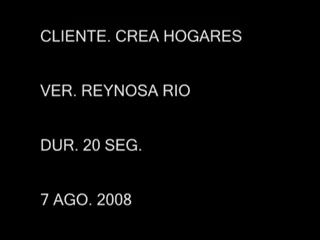 CLIENTE. CREA HOGARES
VER. REYNOSA RIO
DUR. 20 SEG.
7 AGO. 2008